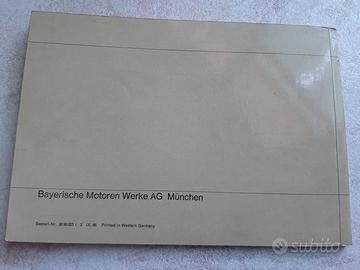 Bayerische Motoren Werke AG München
Bestell-Nr. Printed in Western Germany
subito